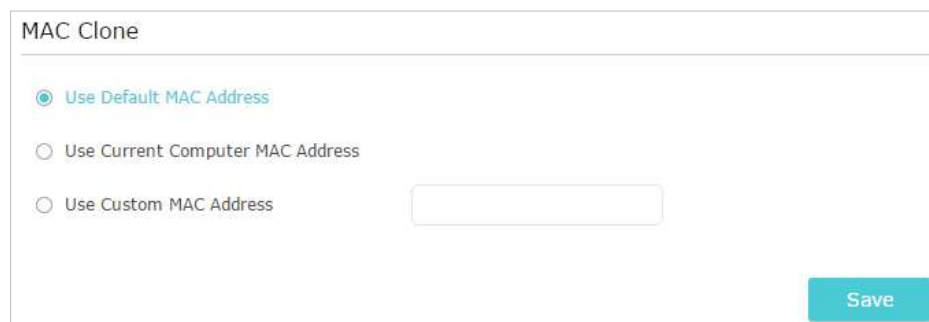 MAC Clone
Use Default MAC Address
Use Current Computer MAC Address
Use Custom MAC Address
Save